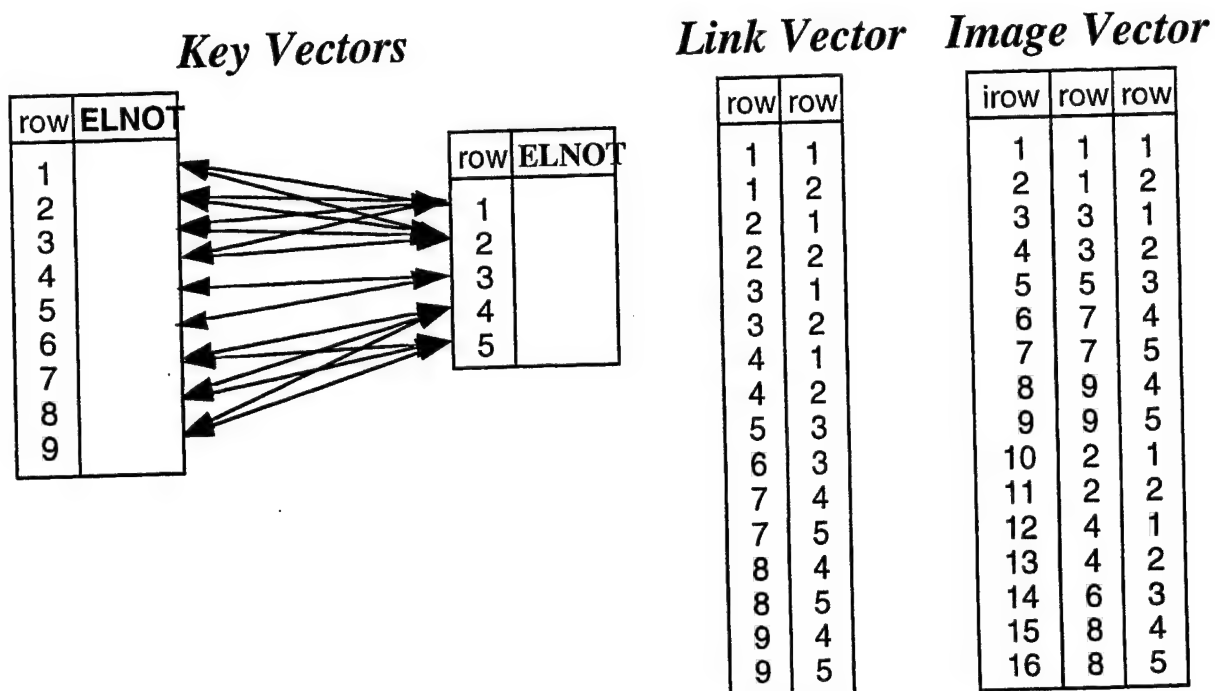 Key Vectors
row ELNOT
1
2
3
4
5
6
7
8
9
row ELNOT
1
2
3
4
5
Link Vector
row row
1 1
1 2
2 1
2 2
3 1
3 2
4 1
4 2
5 3
6 3
7 4
7 5
8 4
8 5
9 4
9 5
Image Vector
irow row row
1 1 1
2 1 2
3 3 1
4 3 2
5 5 3
6 7 4
7 7 5
8 9 4
9 9 5
10 2 1
11 2 2
12 4 1
13 4 2
14 6 3
15 8 4
16 8 5